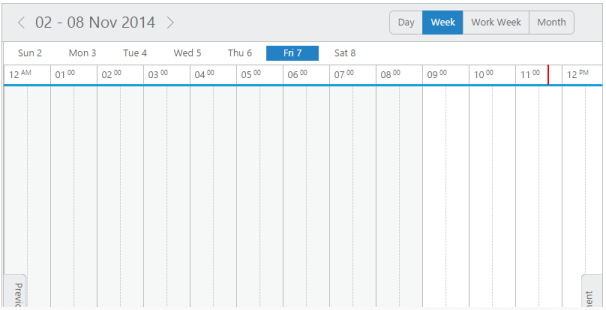 02 - 08 Nov 2014
Day Week Work Week Month
Sun 2 Mon 3 Tue 4 Wed 5 Thu 6 Fri 7 Sat 8
12 AM 01 00 02 00 03 00 04 00 05 00 06 00 07 00 08 00 09 00 10 00 11 00 12 PM